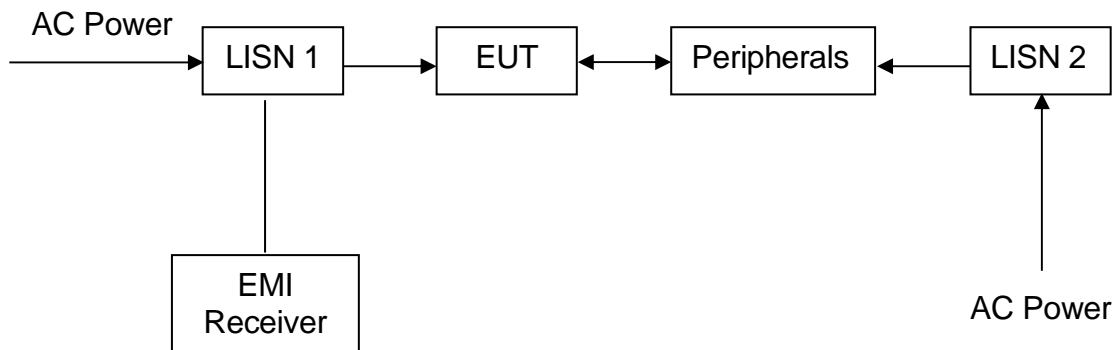 AC Power
LISN 1
EUT
Peripherals
LISN 2
EMI
Receiver
AC Power